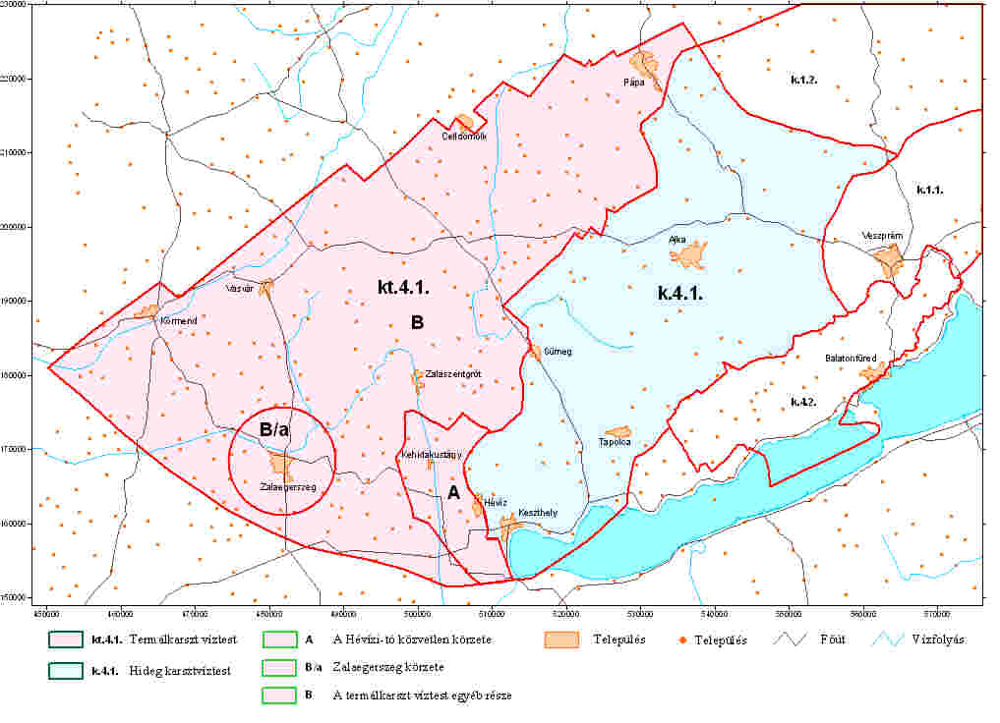 230000
220000
210000
200000
190000
180000
170000
160000
150000
k.1.2.
Pápa
Celldömölk
k.1.1.
Veszprém
Ajka
Vasvár
kt.4.1.
k.4.1.
Körmend
B
Sümeg
Balatonfüred
Zalaszentgrót
k.4.2.
B/a
Tapolca
Kehidakustány
Zalaegerszeg
A
Hévíz
Keszthely
450000 460000 470000 480000 490000 500000 510000 520000 530000 540000 550000 560000 570000
kt.4.1. Termálkarszt víztest A A Hévízi-tó közvetlen körzete Település Település Főút Vízfolyás
k.4.1. Hideg karsztvíztest B/a Zalaegerszeg körzete
B A termálkarszt víztest egyéb része